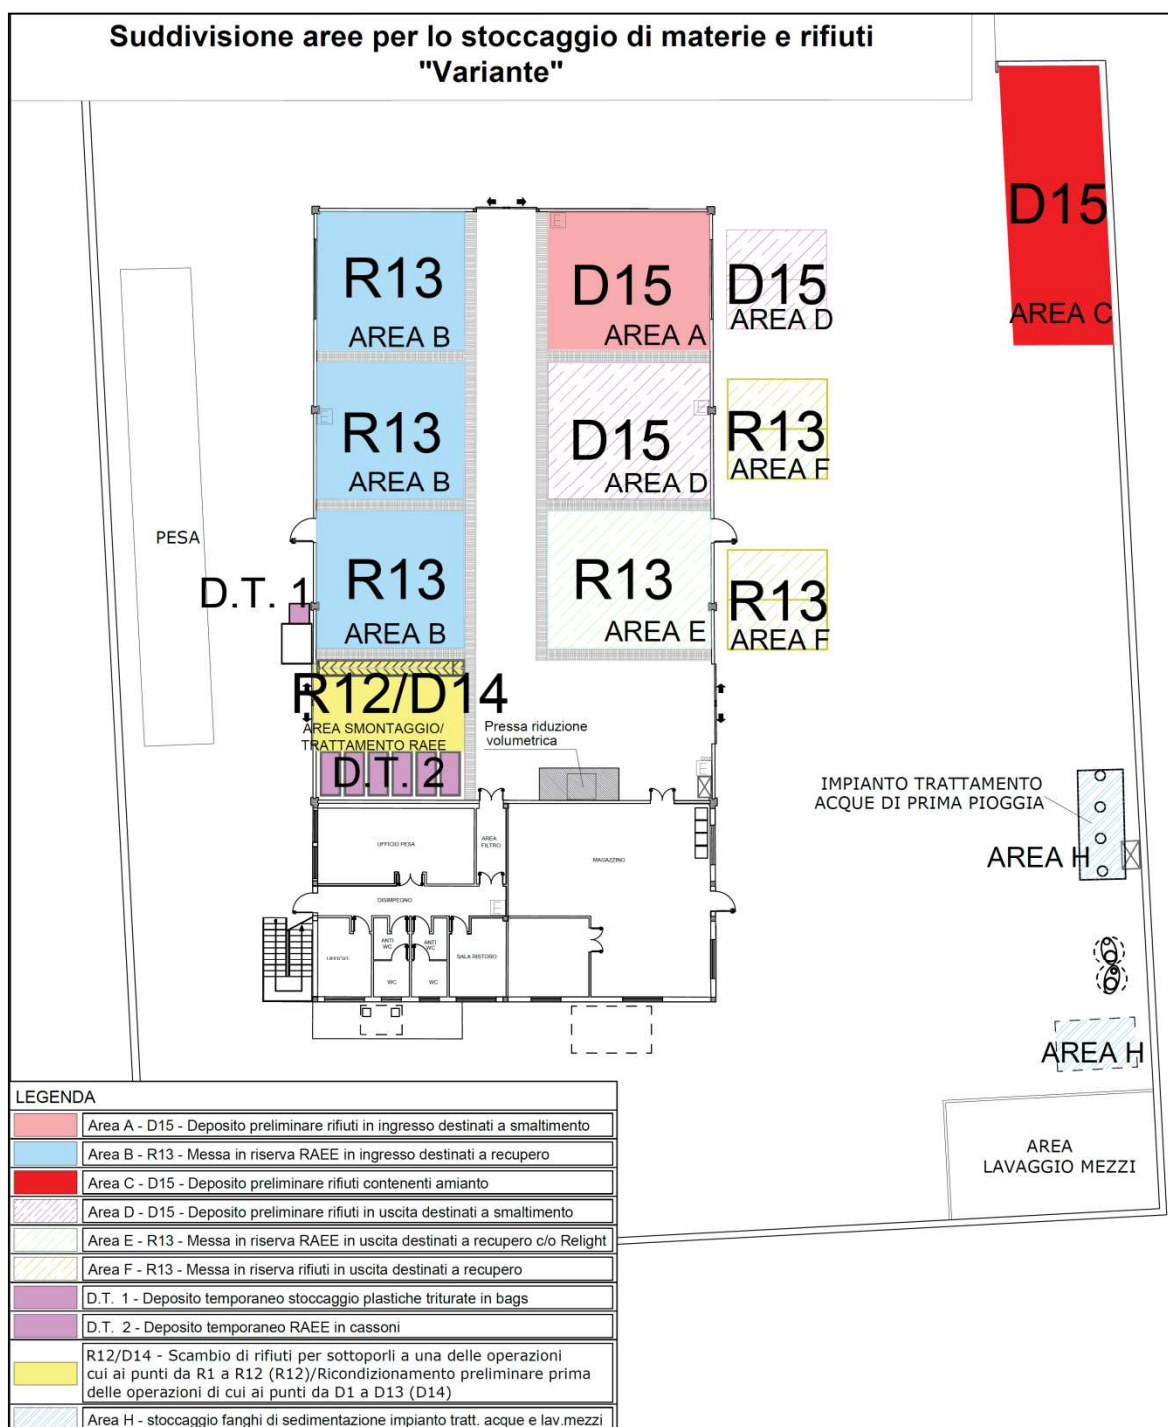 Suddivisione aree per lo stoccaggio di materie e rifiuti
"Variante"
D15
AREA C
R13
AREA B
E
D15
AREA A
D15
AREA D
E
R13
AREA B
D15
E
AREA D
R13
AREA F
PESA
D.T. 1
R13
AREA B
R13
AREA E
R13
AREA F
R12/D14
AREA SMONTAGGIO/
TRATTAMENTO RAEE
D.T. 2
Pressa riduzione
volumetrica
E
IMPIANTO TRATTAMENTO
ACQUE DI PRIMA PIOGGIA
AREA H
UFFICIO PESA
AREA
FILTRO
MAGAZZINO
DISIMPEGNO
E
UFFICIO
ANTI
WC
ANTI
WC
SALA RISTORO
WC
WC
AREA H
AREA
LAVAGGIO MEZZI
LEGENDA
Area A - D15 - Deposito preliminare rifiuti in ingresso destinati a smaltimento
Area B - R13 - Messa in riserva RAEE in ingresso destinati a recupero
Area C - D15 - Deposito preliminare rifiuti contenenti amianto
Area D - D15 - Deposito preliminare rifiuti in uscita destinati a smaltimento
Area E - R13 - Messa in riserva RAEE in uscita destinati a recupero c/o Relight
Area F - R13 - Messa in riserva rifiuti in uscita destinati a recupero
D.T. 1 - Deposito temporaneo stoccaggio plastiche triturate in bags
D.T. 2 - Deposito temporaneo RAEE in cassoni
R12/D14 - Scambio di rifiuti per sottoporli a una delle operazioni
cui ai punti da R1 a R12 (R12)/Ricondizionamento preliminare prima
delle operazioni di cui ai punti da D1 a D13 (D14)
Area H - stoccaggio fanghi di sedimentazione impianto tratt. acque e lav.mezzi